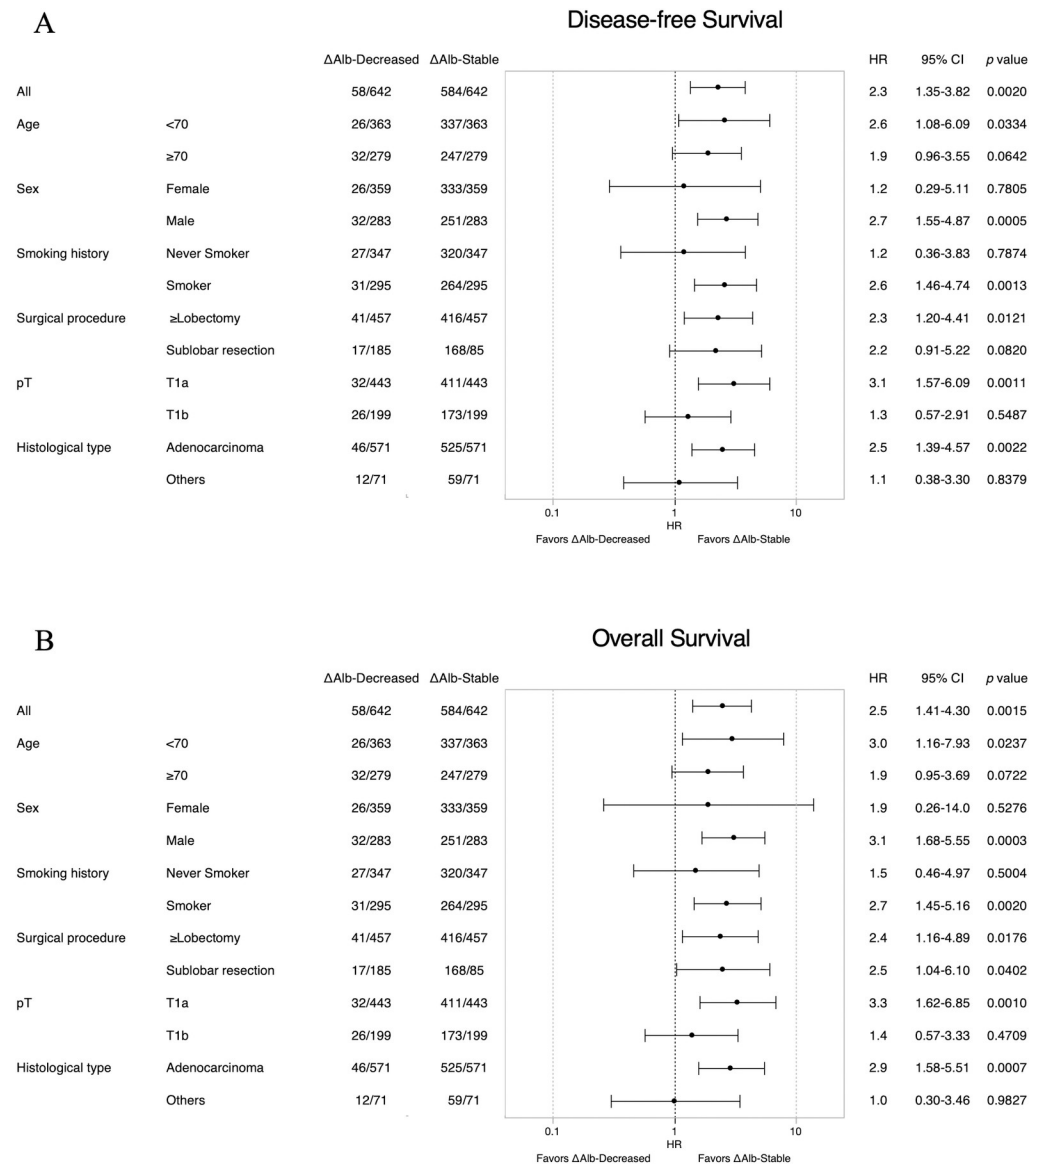 A
Disease-free Survival
ΔAlb-Decreased ΔAlb-Stable HR 95% CI p value
All 58/642 584/642 2.3 1.35-3.82 0.0020
Age <70 26/363 337/363 2.6 1.08-6.09 0.0334
≥70 32/279 247/279 1.9 0.96-3.55 0.0642
Sex Female 26/359 333/359 1.2 0.29-5.11 0.7805
Male 32/283 251/283 2.7 1.55-4.87 0.0005
Smoking history Never Smoker 27/347 320/347 1.2 0.36-3.83 0.7874
Smoker 31/295 264/295 2.6 1.46-4.74 0.0013
Surgical procedure ≥Lobectomy 41/457 416/457 2.3 1.20-4.41 0.0121
Sublobar resection 17/185 168/85 2.2 0.91-5.22 0.0820
pT T1a 32/443 411/443 3.1 1.57-6.09 0.0011
T1b 26/199 173/199 1.3 0.57-2.91 0.5487
Histological type Adenocarcinoma 46/571 525/571 2.5 1.39-4.57 0.0022
Others 12/71 59/71 1.1 0.38-3.30 0.8379
0.1 1 10
HR
Favors ΔAlb-Decreased Favors ΔAlb-Stable
B
Overall Survival
ΔAlb-Decreased ΔAlb-Stable HR 95% CI p value
All 58/642 584/642 2.5 1.41-4.30 0.0015
Age <70 26/363 337/363 3.0 1.16-7.93 0.0237
≥70 32/279 247/279 1.9 0.95-3.69 0.0722
Sex Female 26/359 333/359 1.9 0.26-14.0 0.5276
Male 32/283 251/283 3.1 1.68-5.55 0.0003
Smoking history Never Smoker 27/347 320/347 1.5 0.46-4.97 0.5004
Smoker 31/295 264/295 2.7 1.45-5.16 0.0020
Surgical procedure ≥Lobectomy 41/457 416/457 2.4 1.16-4.89 0.0176
Sublobar resection 17/185 168/85 2.5 1.04-6.10 0.0402
pT T1a 32/443 411/443 3.3 1.62-6.85 0.0010
T1b 26/199 173/199 1.4 0.57-3.33 0.4709
Histological type Adenocarcinoma 46/571 525/571 2.9 1.58-5.51 0.0007
Others 12/71 59/71 1.0 0.30-3.46 0.9827
0.1 1 10
HR
Favors ΔAlb-Decreased Favors ΔAlb-Stable